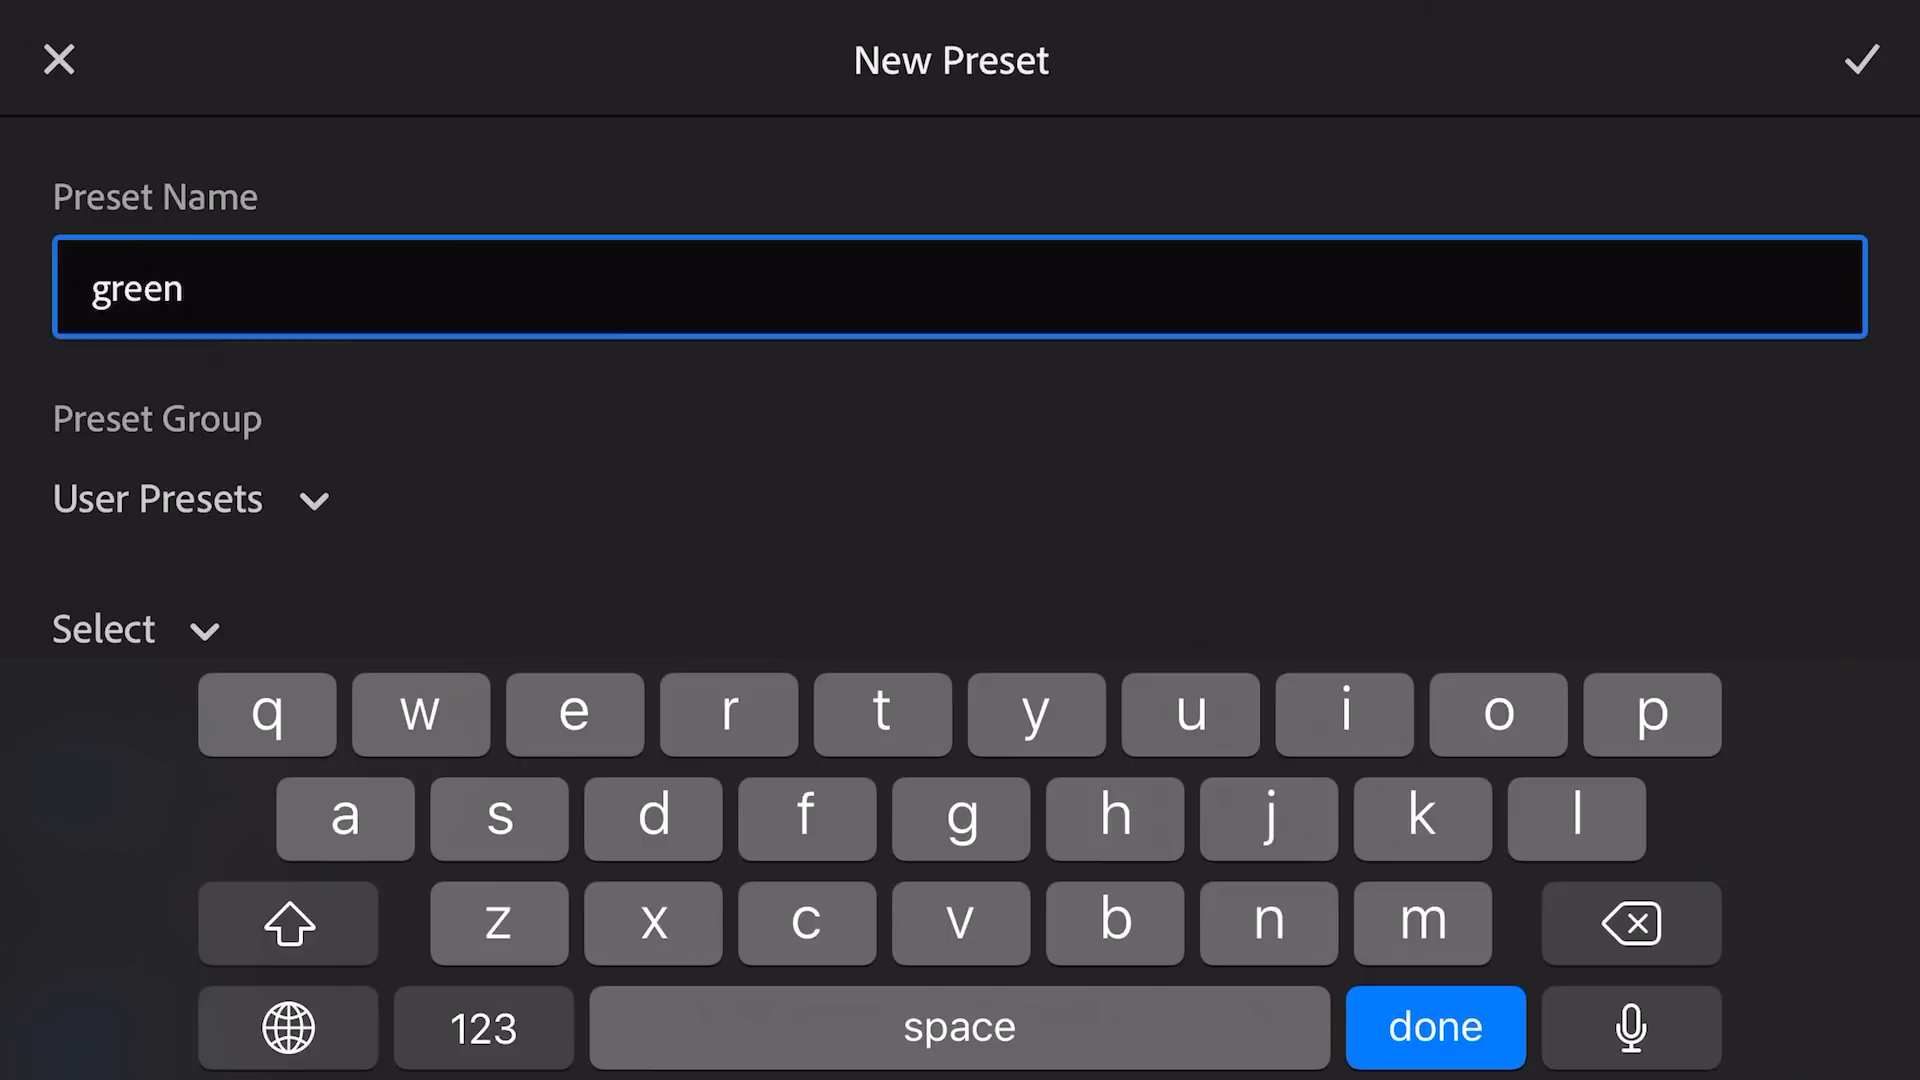 New Preset
Preset Name
green
Preset Group
User Presets
Select
q w e r t y u i o p
a s d f g h j k l
z x c v b n m
123 space done